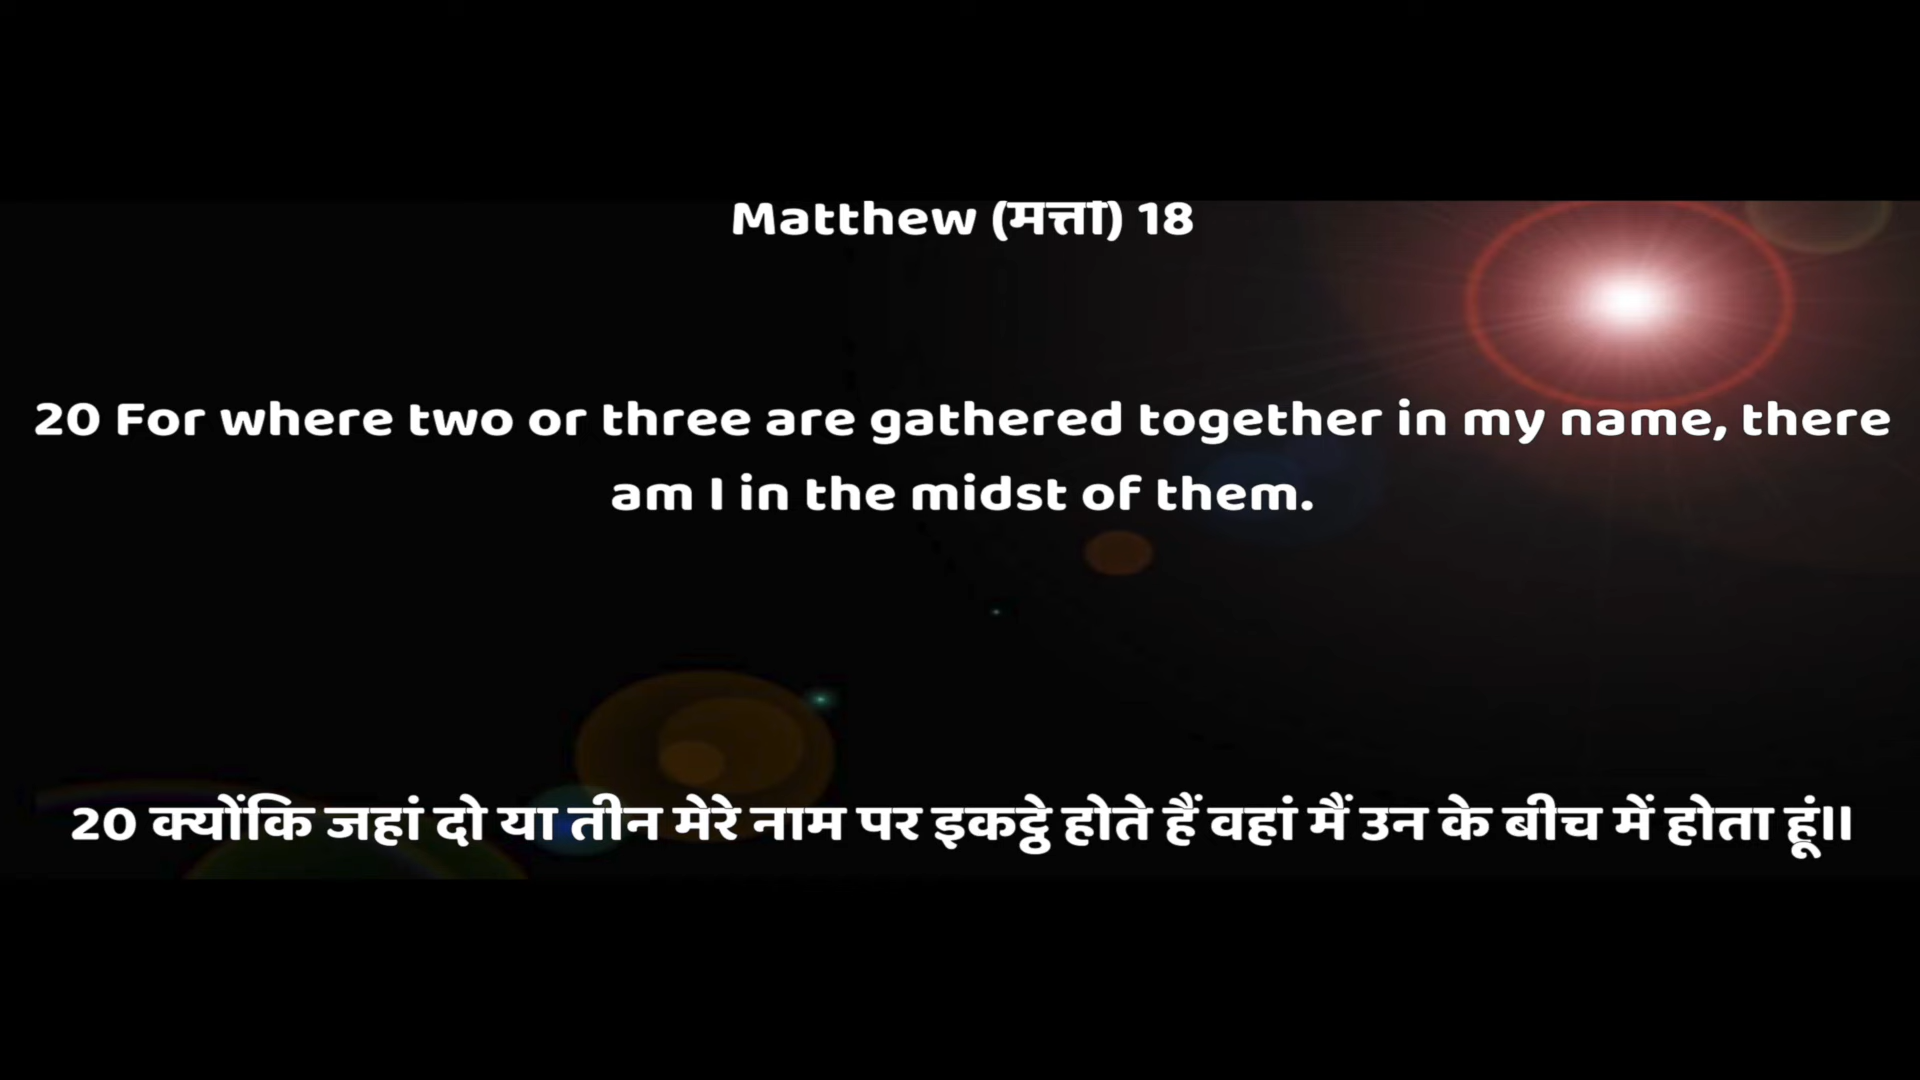 Matthew (मत्ती) 18
20 For where two or three are gathered together in my name, there
am I in the midst of them.
20 क्योंकि जहां दो या तीन मेरे नाम पर इकट्ठे होते हैं वहां मैं उन के बीच में होता हूं॥